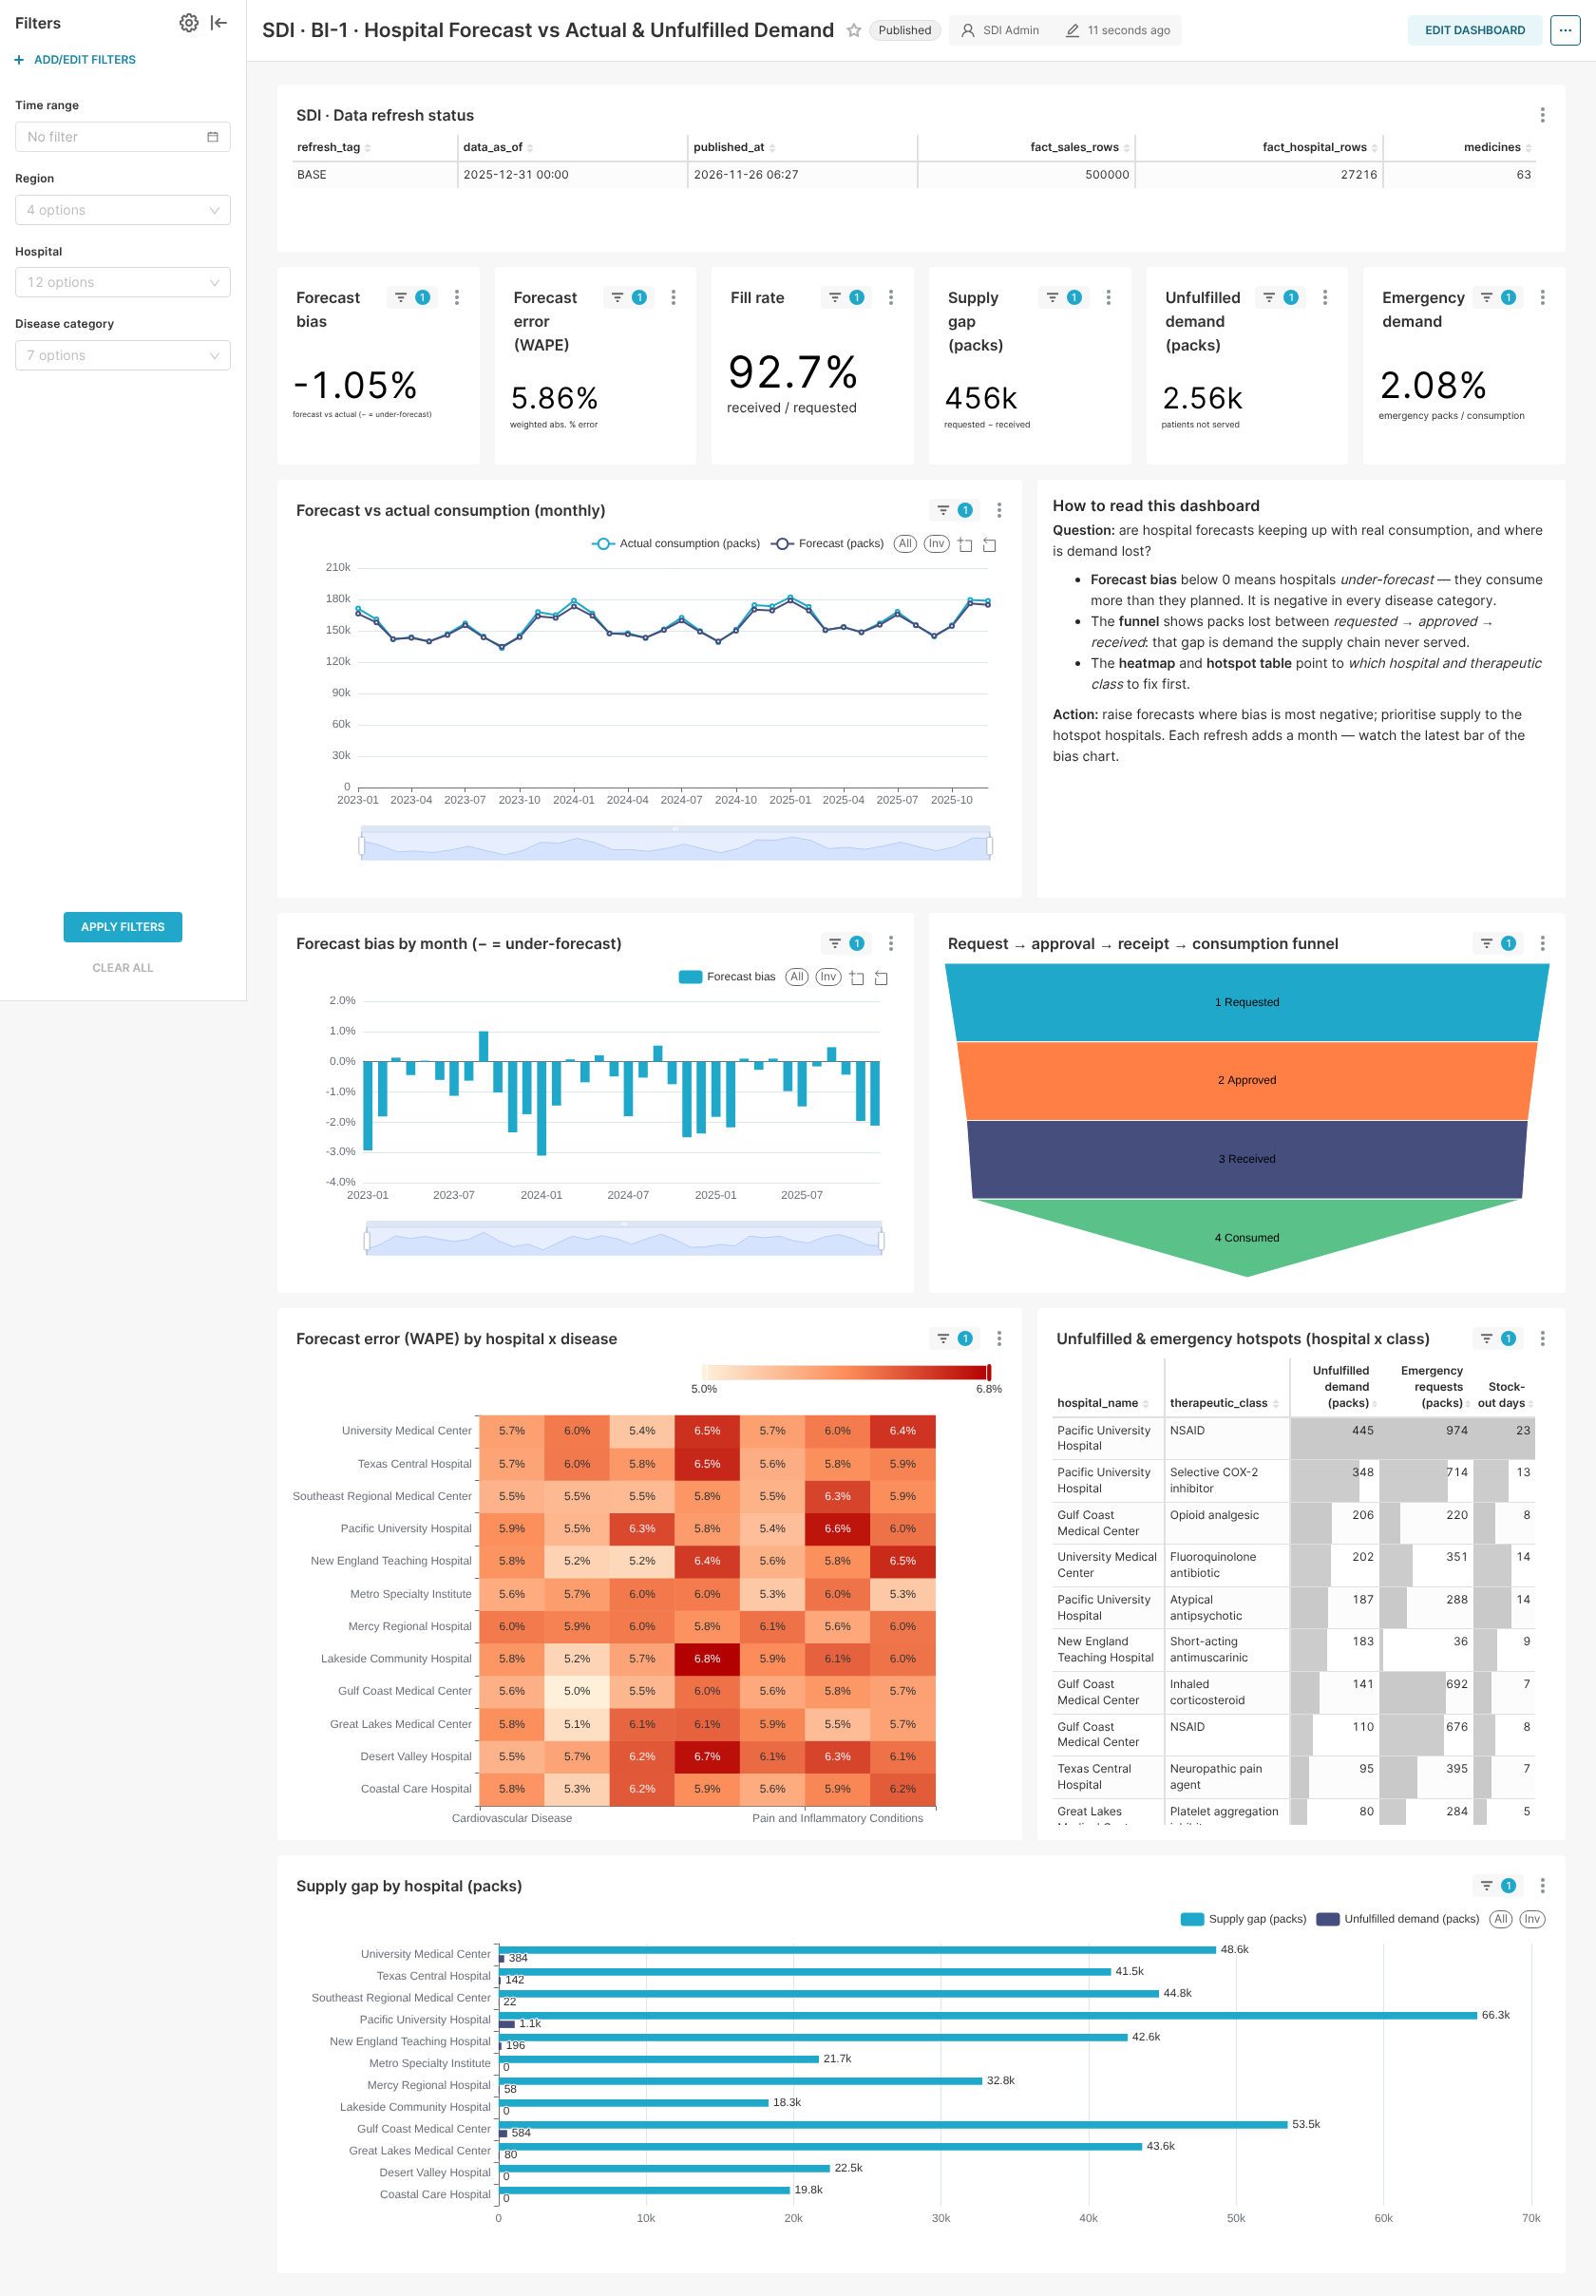 Filters
ADD/EDIT FILTERS
Time range
No filter
Region
4 options
Hospital
12 options
Disease category
7 options
APPLY FILTERS
CLEAR ALL
SDI · BI-1 · Hospital Forecast vs Actual & Unfulfilled Demand
Published
SDI Admin
11 seconds ago
EDIT DASHBOARD
SDI · Data refresh status
refresh_tag data_as_of published_at fact_sales_rows fact_hospital_rows medicines
BASE 2025-12-31 00:00 2026-11-26 06:27 500000 27216 63
Forecast bias
1
-1.05%
forecast vs actual (− = under-forecast)
Forecast error (WAPE)
1
5.86%
weighted abs. % error
Fill rate
1
92.7%
received / requested
Supply gap (packs)
1
456k
requested − received
Unfulfilled demand (packs)
1
2.56k
patients not served
Emergency demand
1
2.08%
emergency packs / consumption
Forecast vs actual consumption (monthly)
1
Actual consumption (packs) Forecast (packs) All Inv
210k
180k
150k
120k
90k
60k
30k
0
2023-01 2023-04 2023-07 2023-10 2024-01 2024-04 2024-07 2024-10 2025-01 2025-04 2025-07 2025-10
How to read this dashboard
Question: are hospital forecasts keeping up with real consumption, and where
is demand lost?
• Forecast bias below 0 means hospitals under-forecast — they consume
more than they planned. It is negative in every disease category.
• The funnel shows packs lost between requested → approved →
received: that gap is demand the supply chain never served.
• The heatmap and hotspot table point to which hospital and therapeutic
class to fix first.
Action: raise forecasts where bias is most negative; prioritise supply to the
hotspot hospitals. Each refresh adds a month — watch the latest bar of the
bias chart.
Forecast bias by month (− = under-forecast)
1
Forecast bias All Inv
2.0%
1.0%
0.0%
-1.0%
-2.0%
-3.0%
-4.0%
2023-01 2023-07 2024-01 2024-07 2025-01 2025-07
Request → approval → receipt → consumption funnel
1
1 Requested
2 Approved
3 Received
4 Consumed
Forecast error (WAPE) by hospital x disease
1
5.0% 6.8%
University Medical Center 5.7% 6.0% 5.4% 6.5% 5.7% 6.0% 6.4%
Texas Central Hospital 5.7% 6.0% 5.8% 6.5% 5.6% 5.8% 5.9%
Southeast Regional Medical Center 5.5% 5.5% 5.5% 5.8% 5.5% 6.3% 5.9%
Pacific University Hospital 5.9% 5.5% 6.3% 5.8% 5.4% 6.6% 6.0%
New England Teaching Hospital 5.8% 5.2% 5.2% 6.4% 5.6% 5.8% 6.5%
Metro Specialty Institute 5.6% 5.7% 6.0% 6.0% 5.3% 6.0% 5.3%
Mercy Regional Hospital 6.0% 5.9% 6.0% 5.8% 6.1% 5.6% 6.0%
Lakeside Community Hospital 5.8% 5.2% 5.7% 6.8% 5.9% 6.1% 6.0%
Gulf Coast Medical Center 5.6% 5.0% 5.5% 6.0% 5.6% 5.8% 5.7%
Great Lakes Medical Center 5.8% 5.1% 6.1% 6.1% 5.9% 5.5% 5.7%
Desert Valley Hospital 5.5% 5.7% 6.2% 6.7% 6.1% 6.3% 6.1%
Coastal Care Hospital 5.8% 5.3% 6.2% 5.9% 5.6% 5.9% 6.2%
Cardiovascular Disease Pain and Inflammatory Conditions
Unfulfilled & emergency hotspots (hospital x class)
1
hospital_name therapeutic_class Unfulfilled demand (packs) Emergency requests (packs) Stock-out days
Pacific University Hospital NSAID 445 974 23
Pacific University Hospital Selective COX-2 inhibitor 348 714 13
Gulf Coast Medical Center Opioid analgesic 206 220 8
University Medical Center Fluoroquinolone antibiotic 202 351 14
Pacific University Hospital Atypical antipsychotic 187 288 14
New England Teaching Hospital Short-acting antimuscarinic 183 36 9
Gulf Coast Medical Center Inhaled corticosteroid 141 692 7
Gulf Coast Medical Center NSAID 110 676 8
Texas Central Hospital Neuropathic pain agent 95 395 7
Great Lakes Platelet aggregation 80 284 5
Supply gap by hospital (packs)
1
Supply gap (packs) Unfulfilled demand (packs) All Inv
University Medical Center 48.6k 384
Texas Central Hospital 41.5k 142
Southeast Regional Medical Center 44.8k 22
Pacific University Hospital 66.3k 1.1k
New England Teaching Hospital 42.6k 196
Metro Specialty Institute 21.7k 0
Mercy Regional Hospital 32.8k 58
Lakeside Community Hospital 18.3k 0
Gulf Coast Medical Center 53.5k 584
Great Lakes Medical Center 43.6k 80
Desert Valley Hospital 22.5k 0
Coastal Care Hospital 19.8k 0
0 10k 20k 30k 40k 50k 60k 70k